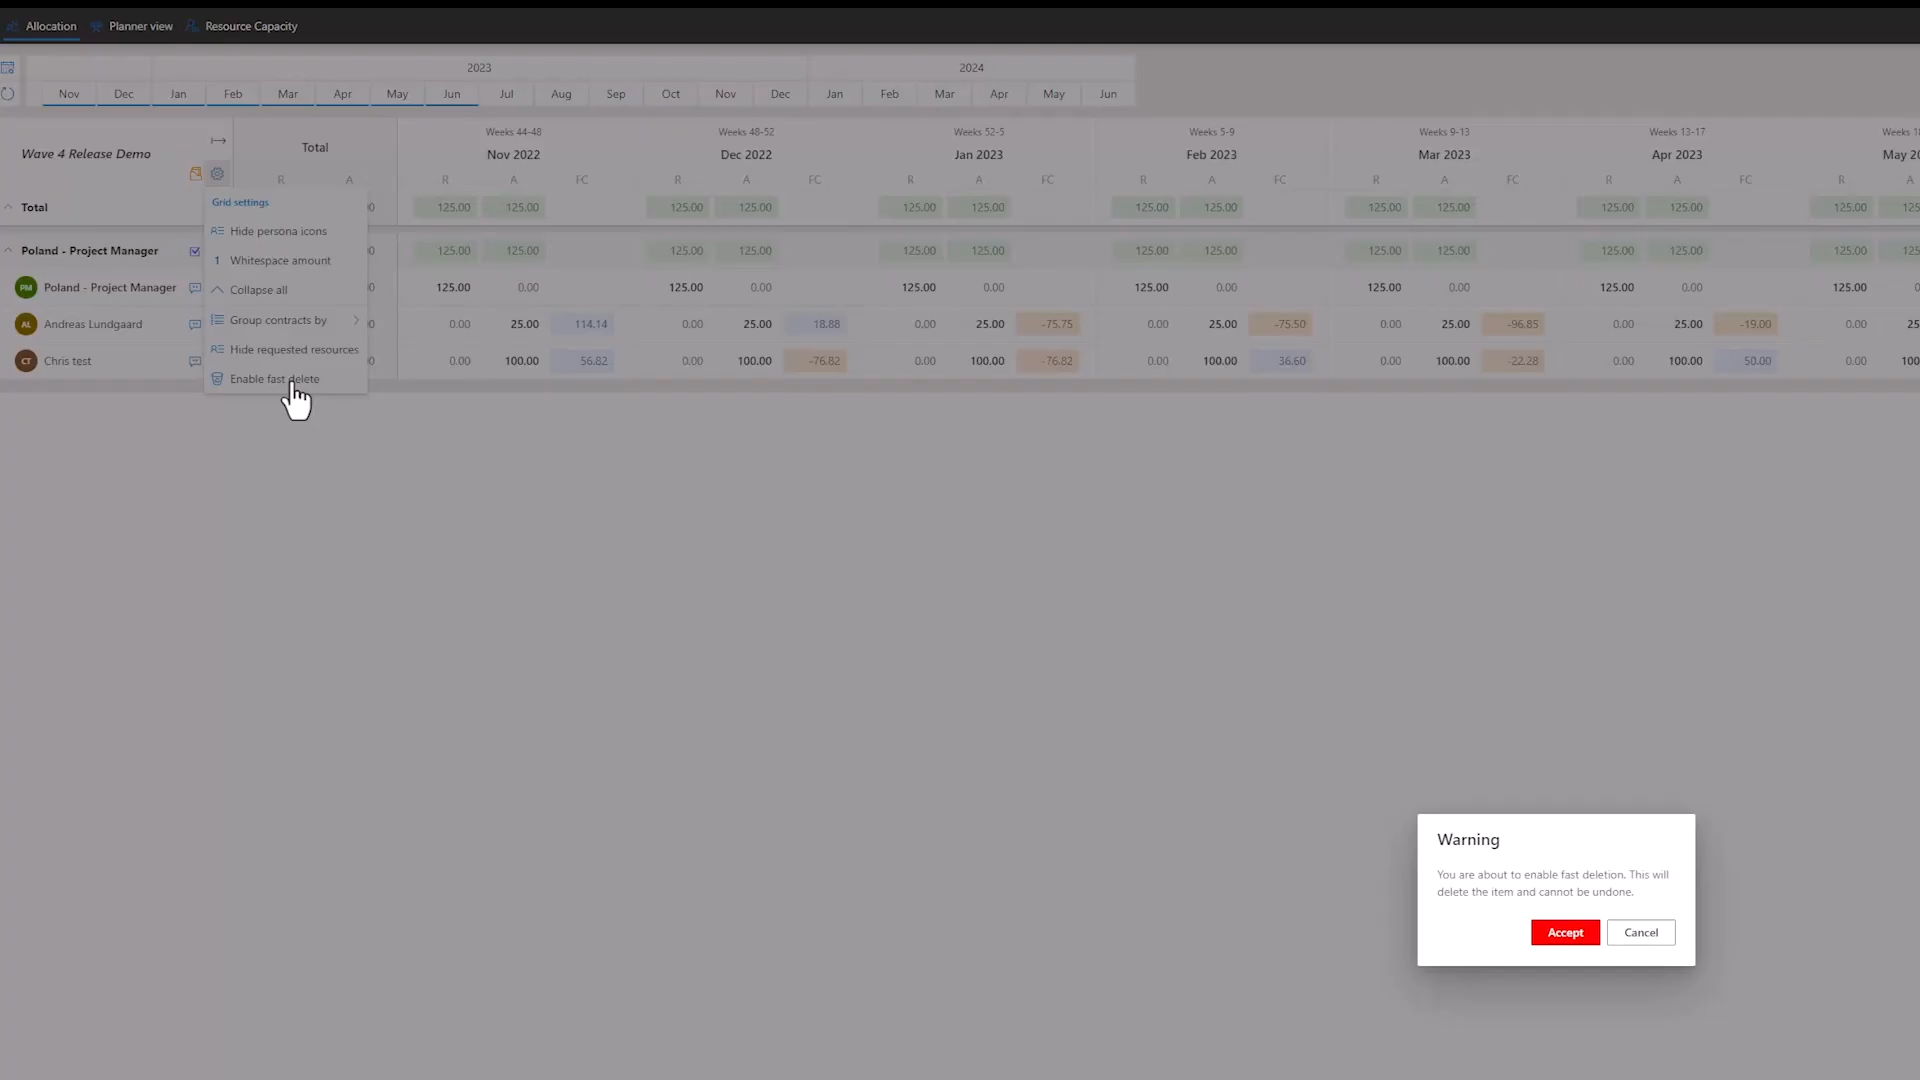 Allocation Planner view Resource Capacity
2023 2024
Nov Dec Jan Feb Mar Apr May Jun Jul Aug Sep Oct Nov Dec Jan Feb Mar Apr May Jun
Weeks 44-48 Weeks 48-52 Weeks 52-5 Weeks 5-9 Weeks 9-13 Weeks 13-17 Weeks
Wave 4 Release Demo Total Nov 2022 Dec 2022 Jan 2023 Feb 2023 Mar 2023 Apr 2023 May
R A R A FC R A FC R A FC R A FC R A FC R A FC R A
Total 125.00 125.00 125.00 125.00 125.00 125.00 125.00 125.00 125.00 125.00 125.00 125.00 125.00
Poland - Project Manager 125.00 125.00 125.00 125.00 125.00 125.00 125.00 125.00 125.00 125.00 125.00 125.00 125.00
PM Poland - Project Manager 125.00 0.00 125.00 0.00 125.00 0.00 125.00 0.00 125.00 0.00 125.00 0.00 125.00
AL Andreas Lundgaard 0.00 25.00 114.14 0.00 25.00 18.88 0.00 25.00 -75.75 0.00 25.00 -75.50 0.00 25.00 -96.85 0.00 25.00 -19.00 0.00
CT Chris test 0.00 100.00 56.82 0.00 100.00 -76.82 0.00 100.00 -76.82 0.00 100.00 36.60 0.00 100.00 -22.28 0.00 100.00 50.00 0.00
Grid settings
Hide persona icons
1 Whitespace amount
Collapse all
Group contracts by
Hide requested resources
Enable fast delete
Warning
You are about to enable fast deletion. This will
delete the item and cannot be undone.
Accept Cancel